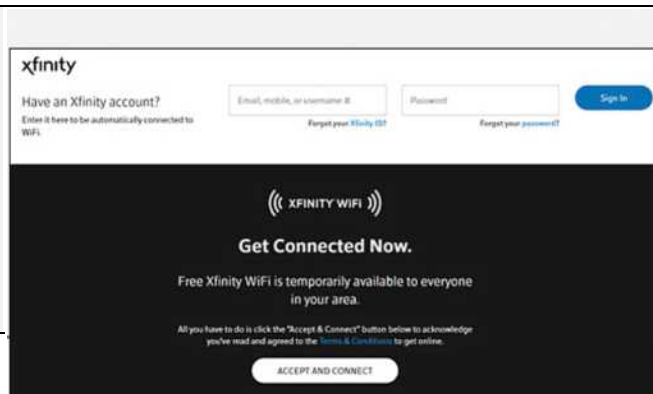 xfinity
Have an Xfinity account?
Enter it here to be automatically connected to
WiFi.
Email, mobile, or username #
Forgot your Xfinity ID?
Password
Forgot your password?
Sign In
XFINITY WIFI
Get Connected Now.
Free Xfinity WiFi is temporarily available to everyone
in your area.
All you have to do is click the "Accept & Connect" button below to acknowledge
you've read and agreed to the Terms & Conditions to get online.
ACCEPT AND CONNECT